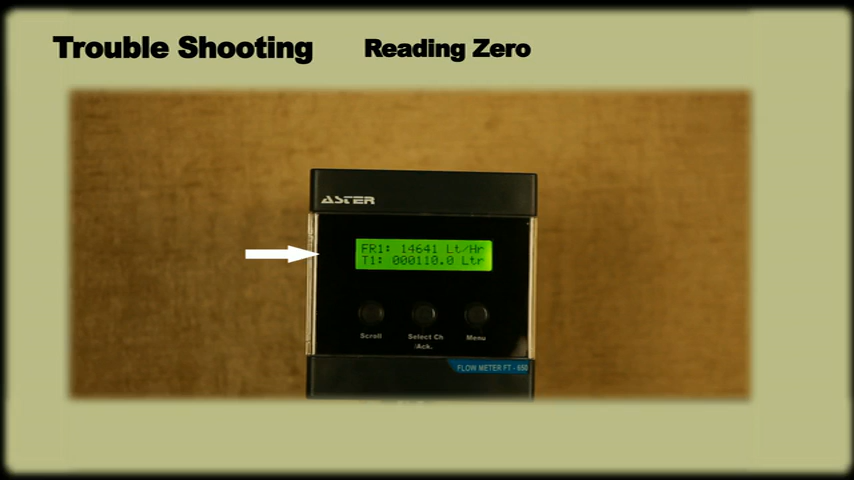 Trouble Shooting Reading Zero
ASTER
FR1: 14641 Lt/Hr
T1: 000110.0 Ltr
Scroll Select Ch Menu
/Ack.
FLOW METER FT - 650